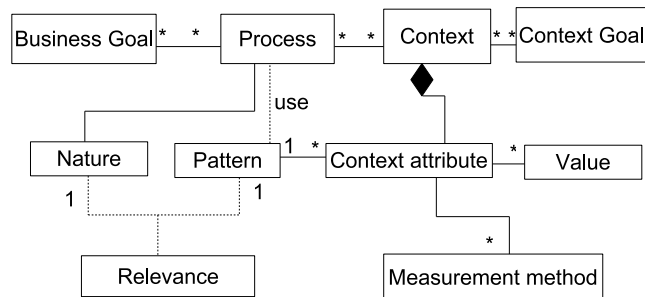 Business Goal
* *
Process
* *
Context
* *
Context Goal
use
Nature
Pattern
1 *
Context attribute
*
Value
1
1
*
Relevance
Measurement method